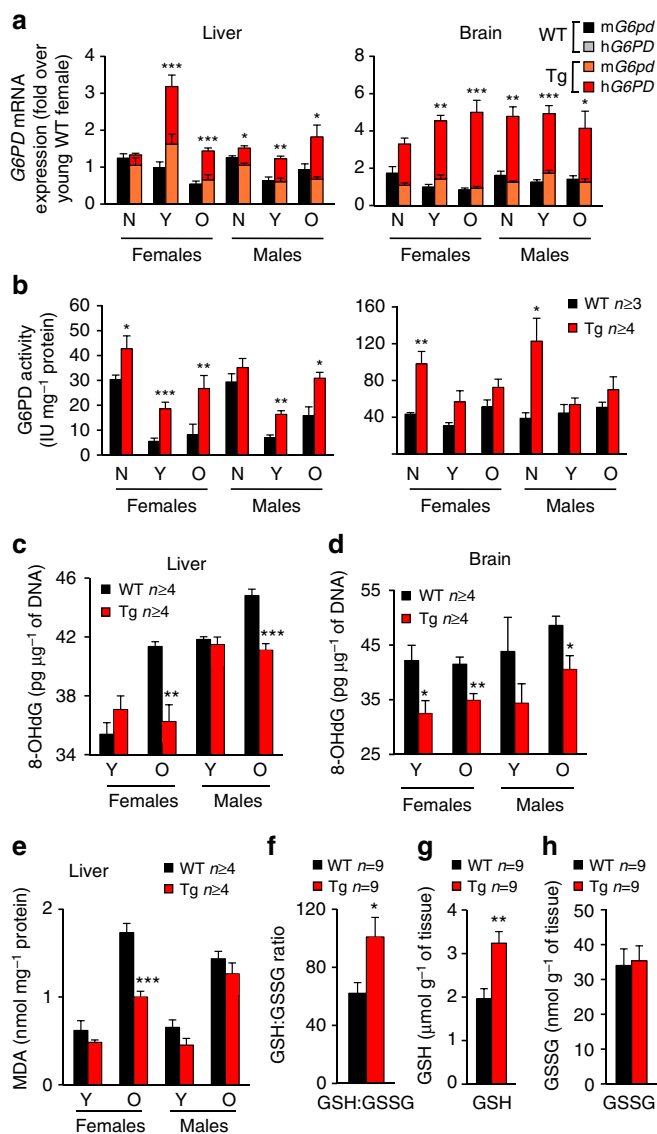 a
Liver
Brain
WT
mG6pd
hG6PD
Tg
mG6pd
hG6PD
G6PD mRNA
expression (fold over
young WT female)
4
3
2
1
0
8
6
4
2
0
***
***
*
**
*
**
***
**
***
*
N Y O N Y O
Females Males
N Y O N Y O
Females Males
b
G6PD activity
(IU mg⁻¹ protein)
60
50
40
30
20
10
0
160
120
80
40
WT n≥3
Tg n≥4
*
***
**
**
*
**
*
N Y O N Y O
Females Males
N Y O N Y O
Females Males
c
Liver
WT n≥4
Tg n≥4
8-OHdG (pg μg⁻¹ of DNA)
46
42
38
34
**
***
Y O Y O
Females Males
d
Brain
WT n≥4
Tg n≥4
8-OHdG (pg μg⁻¹ of DNA)
55
45
35
25
*
**
*
Y O Y O
Females Males
e
Liver
WT n≥4
Tg n≥4
MDA (nmol mg⁻¹ protein)
2
1
0
***
Y O Y O
Females Males
f
WT n=9
Tg n=9
GSH:GSSG ratio
120
90
60
30
0
*
GSH:GSSG
g
WT n=9
Tg n=9
GSH (μmol g⁻¹ of tissue)
4
3
2
1
0
**
GSH
h
WT n=9
Tg n=9
GSSG (nmol g⁻¹ of tissue)
50
40
30
20
10
0
GSSG